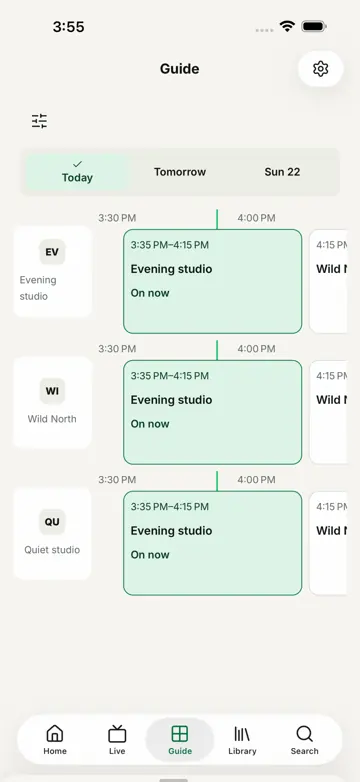 3:55
Guide
Today
Tomorrow
Sun 22
3:30 PM
4:00 PM
EV
Evening
studio
3:35 PM–4:15 PM
Evening studio
On now
4:15 PM
Wild N
3:30 PM
4:00 PM
WI
Wild North
3:35 PM–4:15 PM
Evening studio
On now
4:15 PM
Wild N
3:30 PM
4:00 PM
QU
Quiet studio
3:35 PM–4:15 PM
Evening studio
On now
4:15 PM
Wild N
Home
Live
Guide
Library
Search